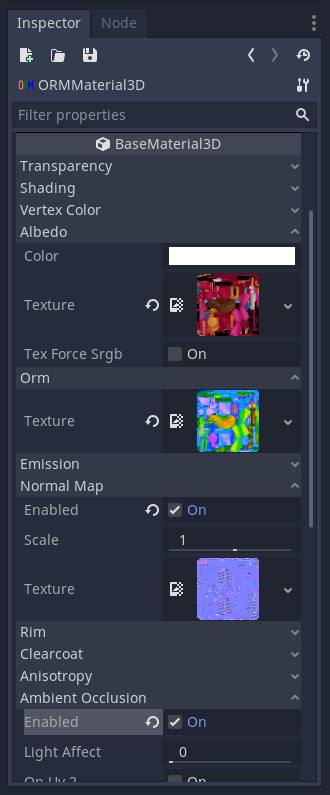 Inspector Node
ORMMaterial3D
Filter properties
BaseMaterial3D
Transparency
Shading
Vertex Color
Albedo
Color
Texture
Tex Force Srgb On
Orm
Texture
Emission
Normal Map
Enabled On
Scale 1
Texture
Rim
Clearcoat
Anisotropy
Ambient Occlusion
Enabled On
Light Affect 0
On Uv 2 On